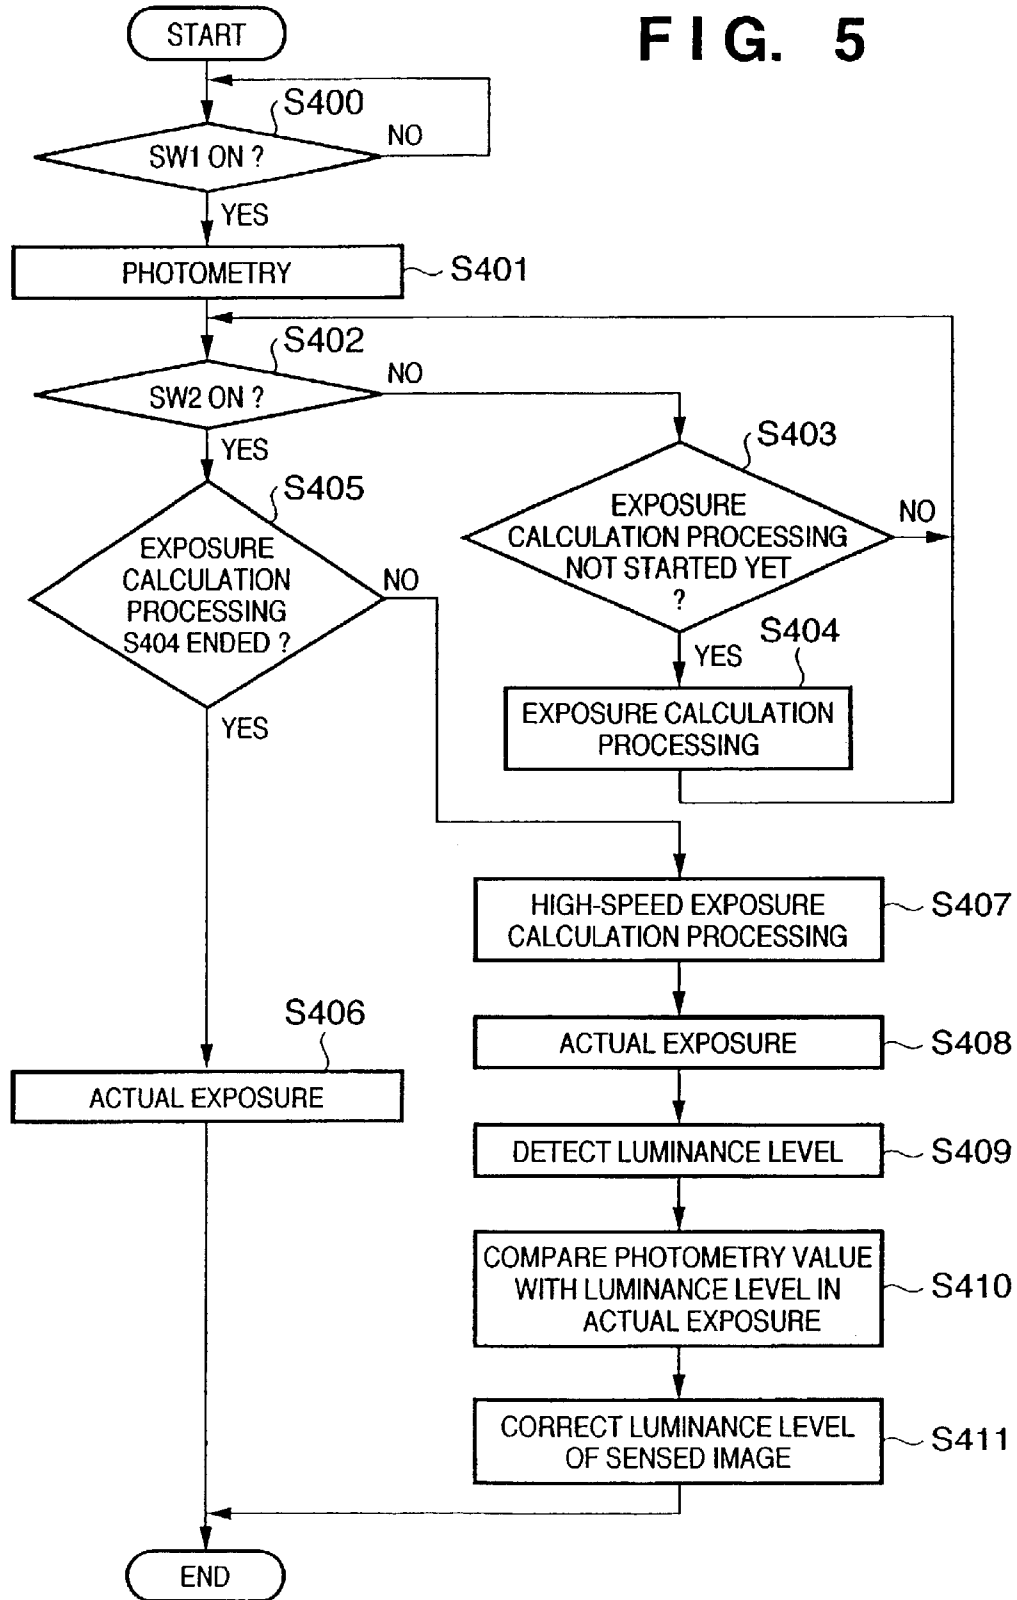 FIG. 5
START
S400
SW1 ON ?
NO
YES
PHOTOMETRY
S401
S402
SW2 ON ?
NO
YES
S403
EXPOSURE
CALCULATION PROCESSING
NOT STARTED YET
?
NO
YES
S404
EXPOSURE CALCULATION
PROCESSING
S405
EXPOSURE
CALCULATION
PROCESSING
S404 ENDED ?
NO
YES
S406
ACTUAL EXPOSURE
HIGH-SPEED EXPOSURE
CALCULATION PROCESSING
S407
ACTUAL EXPOSURE
S408
DETECT LUMINANCE LEVEL
S409
COMPARE PHOTOMETRY VALUE
WITH LUMINANCE LEVEL IN
ACTUAL EXPOSURE
S410
CORRECT LUMINANCE LEVEL
OF SENSED IMAGE
S411
END